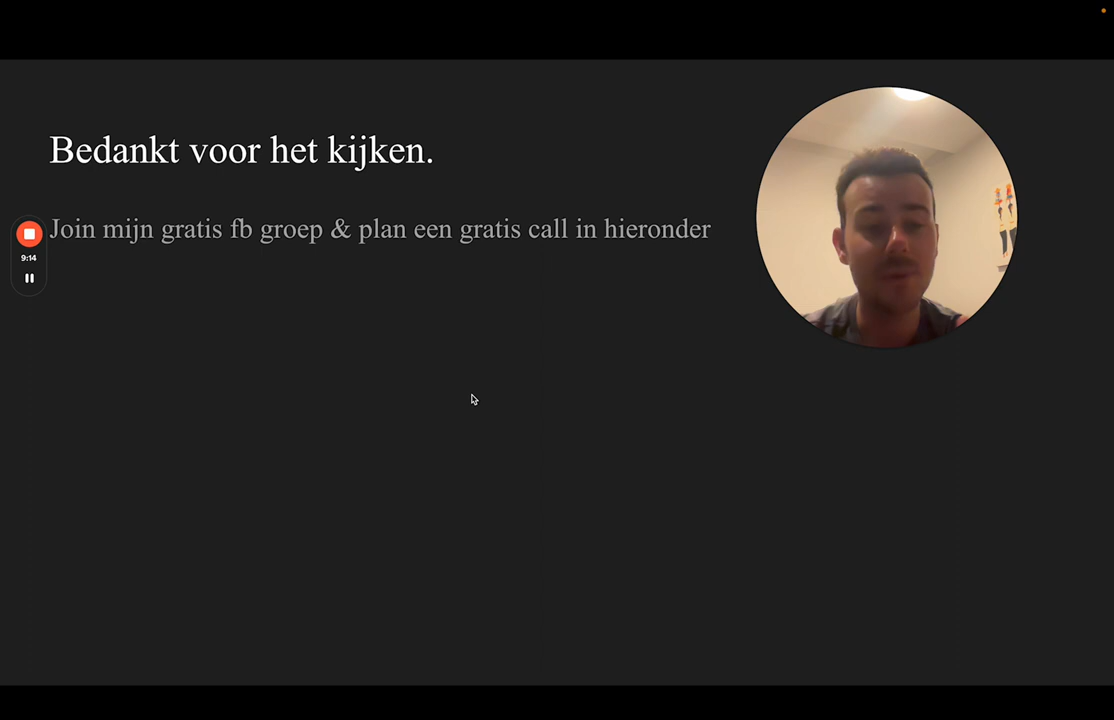 Bedankt voor het kijken.
Join mijn gratis fb groep & plan een gratis call in hieronder
9:14